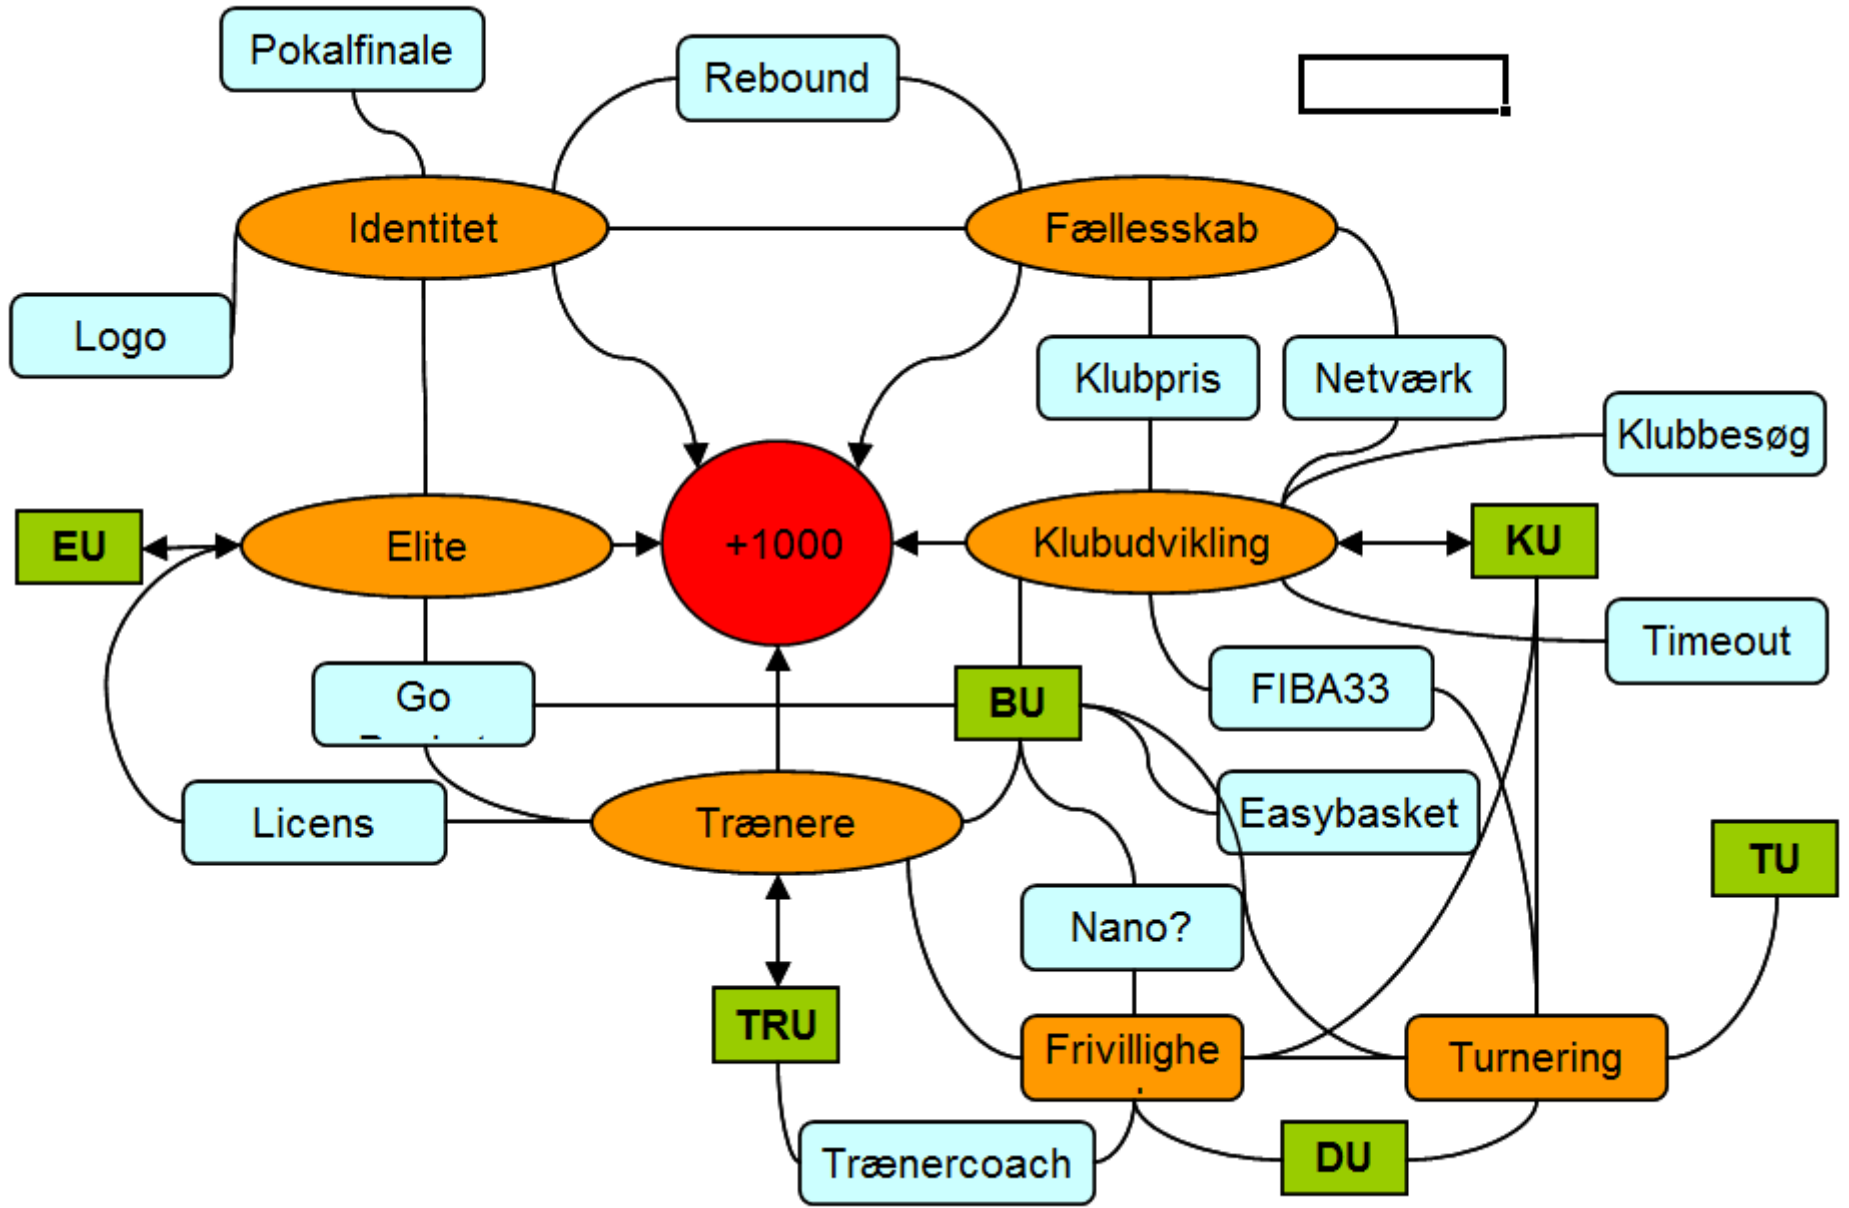 Pokalfinale
Rebound
Identitet
Fællesskab
Logo
Klubpris
Netværk
Klubbesøg
EU
Elite
+1000
Klubudvikling
KU
Timeout
Go
BU
FIBA33
Licens
Trænere
Easybasket
TU
Nano?
TRU
Frivillighe
Turnering
Trænercoach
DU